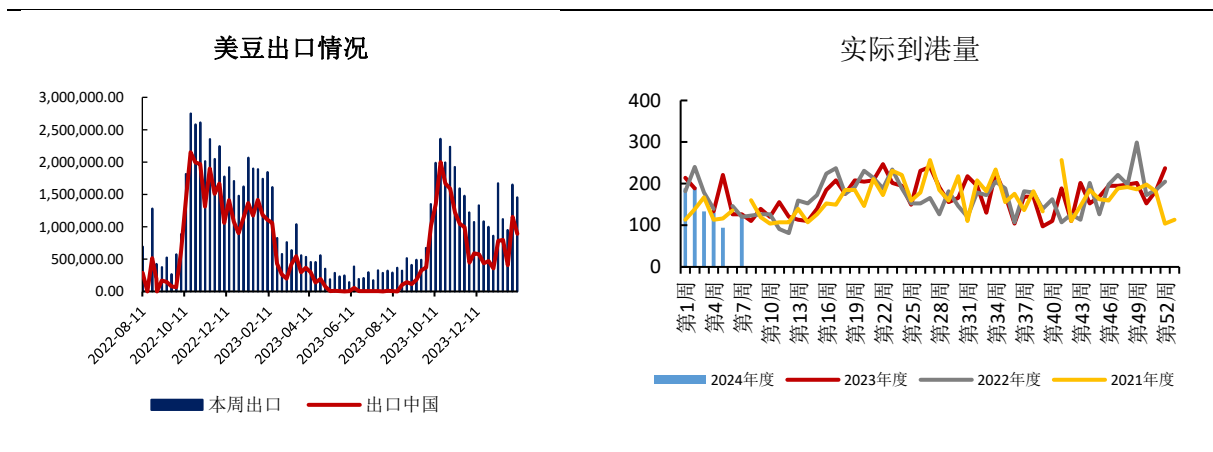 美豆出口情况
3,000,000.00
2,500,000.00
2,000,000.00
1,500,000.00
1,000,000.00
500,000.00
0.00
2022-08-11
2022-10-11
2022-12-11
2023-02-11
2023-04-11
2023-06-11
2023-08-11
2023-10-11
2023-12-11
本周出口
出口中国
实际到港量
400
300
200
100
0
第1周
第4周
第7周
第10周
第13周
第16周
第19周
第22周
第25周
第28周
第31周
第34周
第37周
第40周
第43周
第46周
第49周
第52周
2024年度
2023年度
2022年度
2021年度